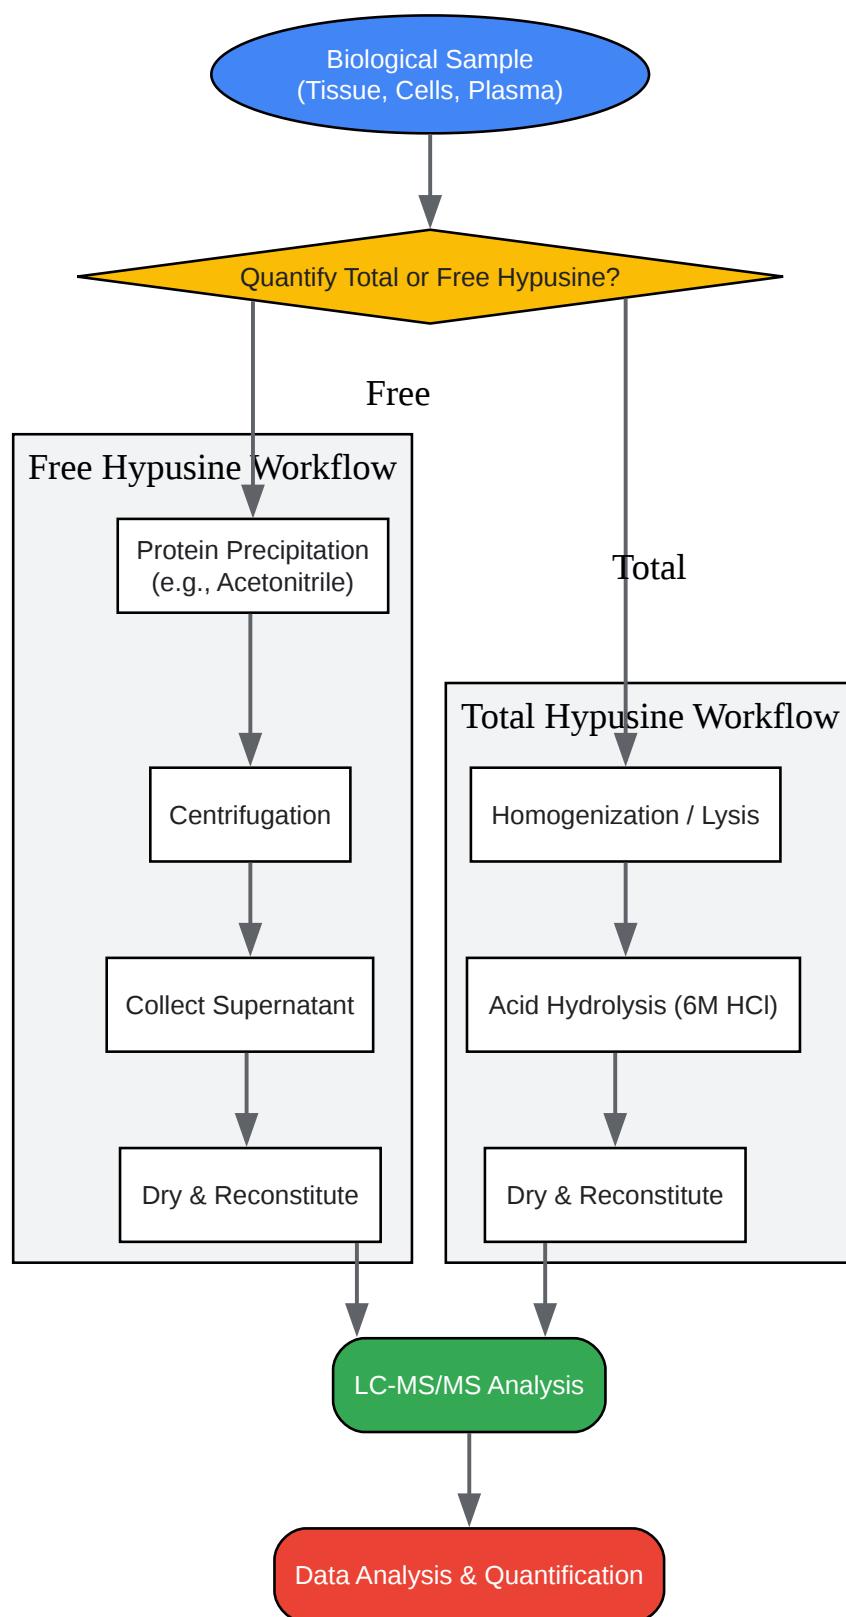 Biological Sample
(Tissue, Cells, Plasma)
Quantify Total or Free Hypusine?
Free
Total
Free Hypusine Workflow
Protein Precipitation
(e.g., Acetonitrile)
Centrifugation
Collect Supernatant
Dry & Reconstitute
Total Hypusine Workflow
Homogenization / Lysis
Acid Hydrolysis (6M HCl)
Dry & Reconstitute
LC-MS/MS Analysis
Data Analysis & Quantification